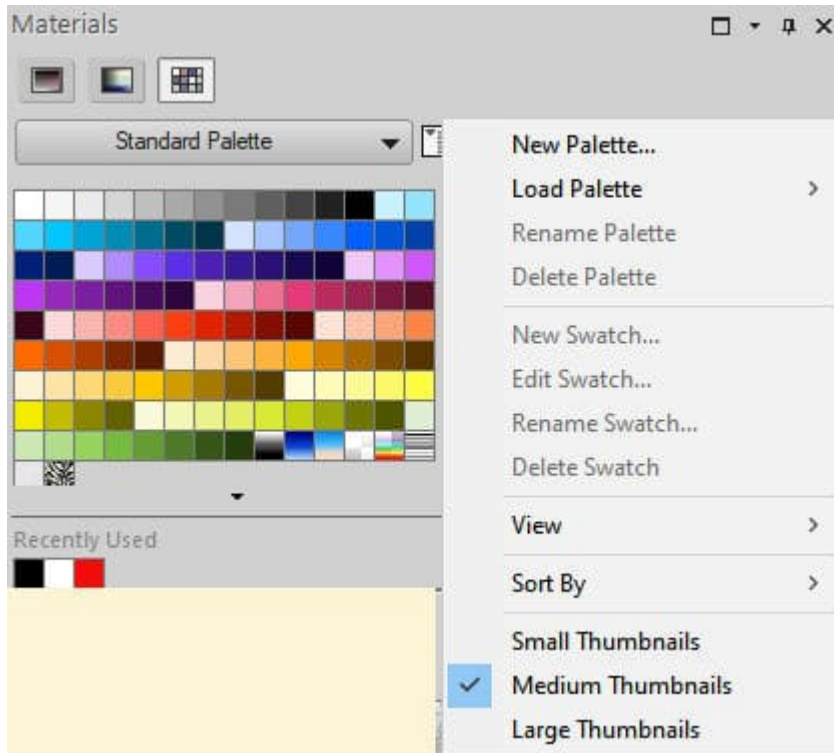 Materials
Standard Palette
New Palette...
Load Palette
Rename Palette
Delete Palette
New Swatch...
Edit Swatch...
Rename Swatch...
Delete Swatch
View
Sort By
Small Thumbnails
Medium Thumbnails
Large Thumbnails
Recently Used